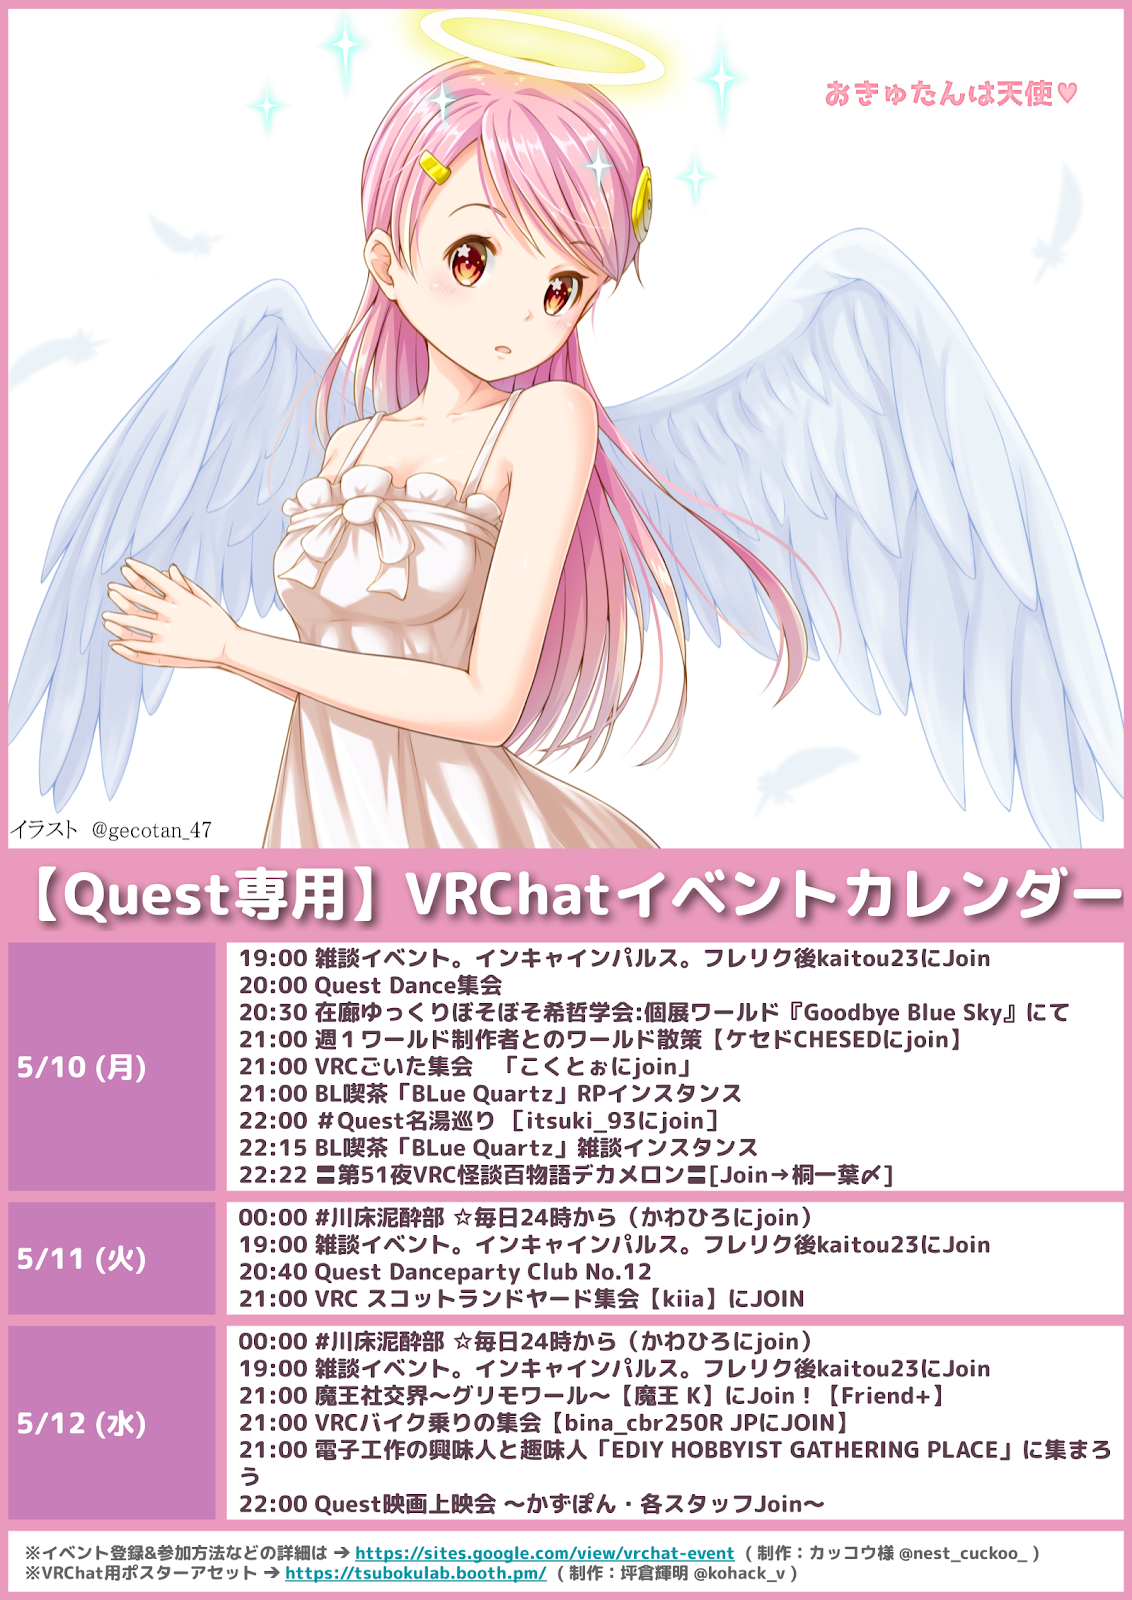 おきゅたんは天使♥
イラスト @gecotan_47
【Quest専用】VRChatイベントカレンダー
5/10 (月)
19:00 雑談イベント。インキャインパルス。フレリク後kaitou23にJoin
20:00 Quest Dance集会
20:30 在廊ゆっくりぼそぼそ希哲学会:個展ワールド『Goodbye Blue Sky』にて
21:00 週１ワールド制作者とのワールド散策【ケセドCHESEDにjoin】
21:00 VRCごいた集会　「こくとぉにjoin」
21:00 BL喫茶「BLue Quartz」RPインスタンス
22:00 ＃Quest名湯巡り ［itsuki_93にjoin］
22:15 BL喫茶「BLue Quartz」雑談インスタンス
22:22 〓第51夜VRC怪談百物語デカメロン〓[Join→桐一葉〆]
5/11 (火)
00:00 #川床泥酔部 ☆毎日24時から（かわひろにjoin）
19:00 雑談イベント。インキャインパルス。フレリク後kaitou23にJoin
20:40 Quest Danceparty Club No.12
21:00 VRC スコットランドヤード集会【kiia】にJOIN
5/12 (水)
00:00 #川床泥酔部 ☆毎日24時から（かわひろにjoin）
19:00 雑談イベント。インキャインパルス。フレリク後kaitou23にJoin
21:00 魔王社交界～グリモワール～【魔王 K】にJoin！【Friend+】
21:00 VRCバイク乗りの集会【bina_cbr250R JPにJOIN】
21:00 電子工作の興味人と趣味人「EDIY HOBBYIST GATHERING PLACE」に集まろ
う
22:00 Quest映画上映会 ～かずぽん・各スタッフJoin～
※イベント登録&参加方法などの詳細は → https://sites.google.com/view/vrchat-event ( 制作：カッコウ様 @nest_cuckoo_ )
※VRChat用ポスターアセット → https://tsubokulab.booth.pm/ ( 制作：坪倉輝明 @kohack_v )